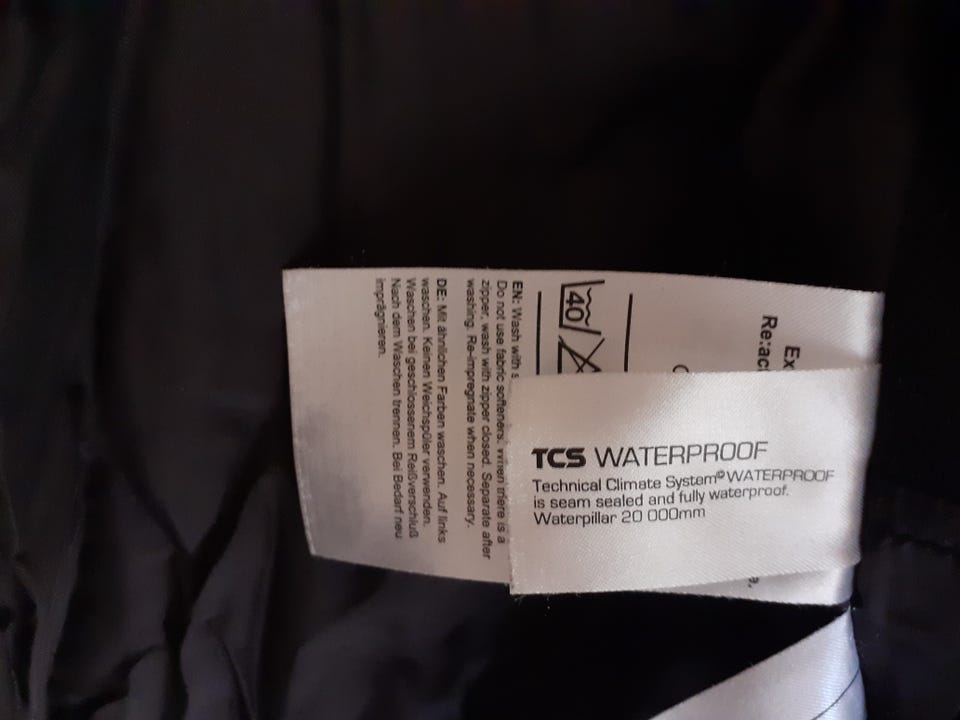 TCS WATERPROOF
Technical Climate System© WATERPROOF
is seam sealed and fully waterproof.
Waterpillar 20 000mm
Re:act
40
EN: Wash with
Do not use fabric softeners. When there is a
zipper, wash with zipper closed. Separate after
washing. Re-impregnate when necessary.
DE: Mit ähnlichen Farben waschen. Auf links
waschen. Keinen Weichspüler verwenden.
Waschen bei geschlossenem Reißverschluß
Nach dem Waschen trennen. Bei Bedarf neu
imprägnieren.